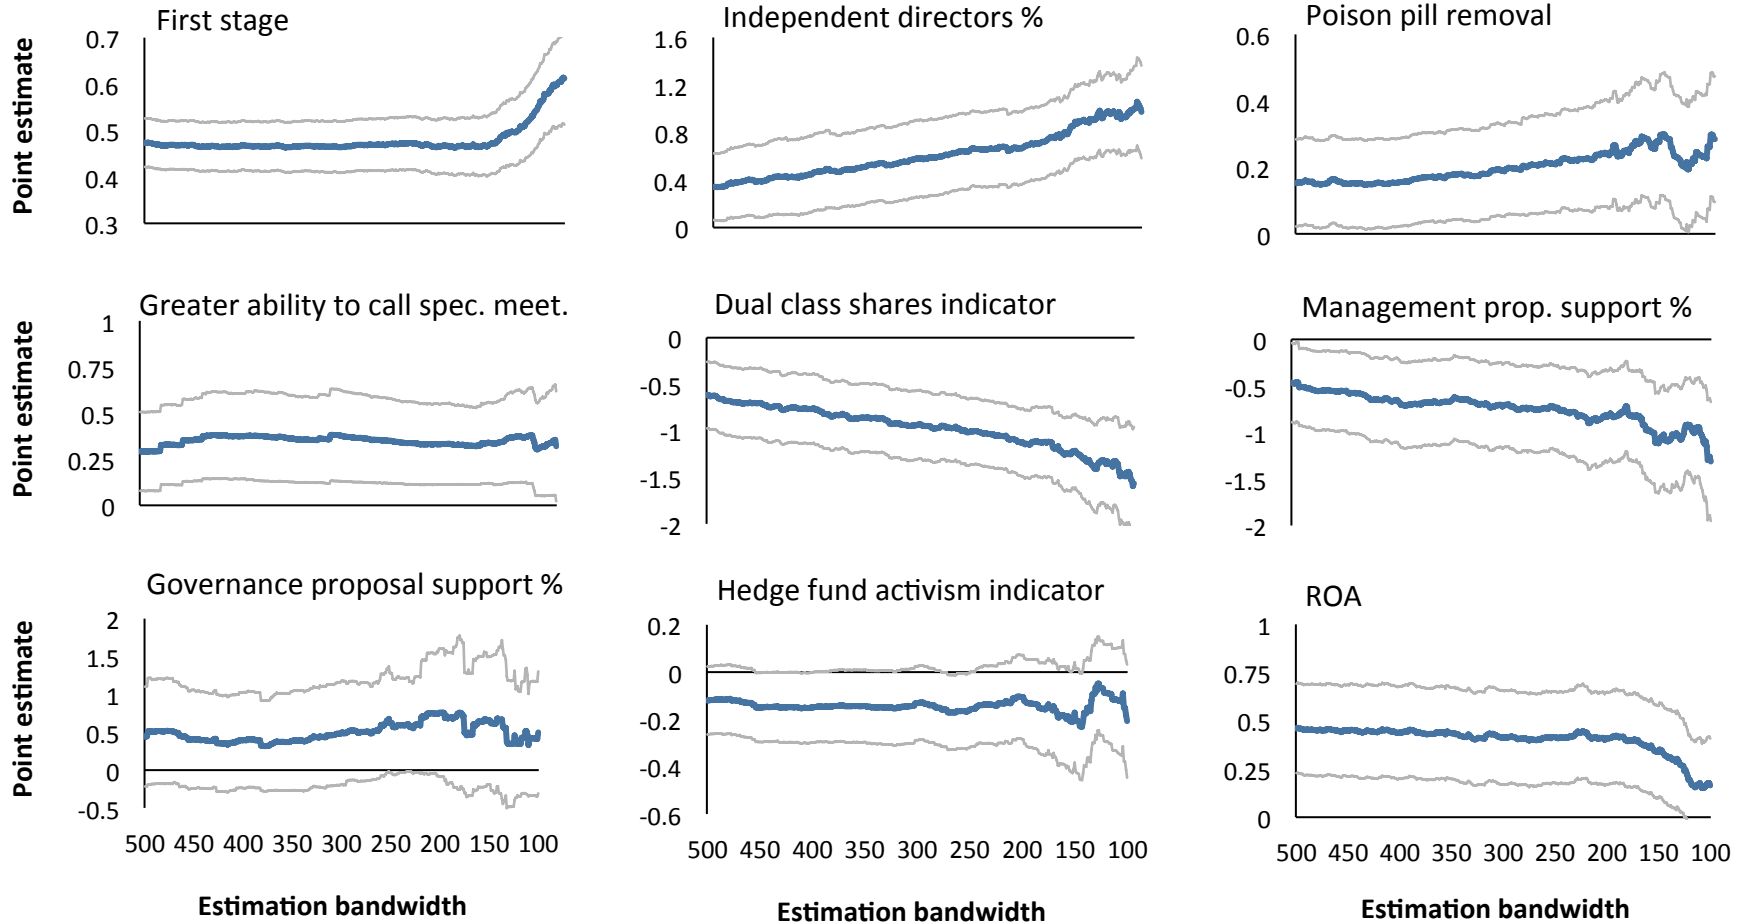 First stage
Point estimate
0.7
0.6
0.5
0.4
0.3
Independent directors %
1.6
1.2
0.8
0.4
0
Poison pill removal
0.6
0.4
0.2
0
Greater ability to call spec. meet.
Point estimate
1
0.75
0.5
0.25
0
Dual class shares indicator
0
-0.5
-1
-1.5
-2
Management prop. support %
0
-0.5
-1
-1.5
-2
Governance proposal support %
Point estimate
2
1.5
1
0.5
0
-0.5
500 450 400 350 300 250 200 150 100
Estimation bandwidth
Hedge fund activism indicator
0.2
0
-0.2
-0.4
-0.6
500 450 400 350 300 250 200 150 100
Estimation bandwidth
ROA
1
0.75
0.5
0.25
0
500 450 400 350 300 250 200 150 100
Estimation bandwidth